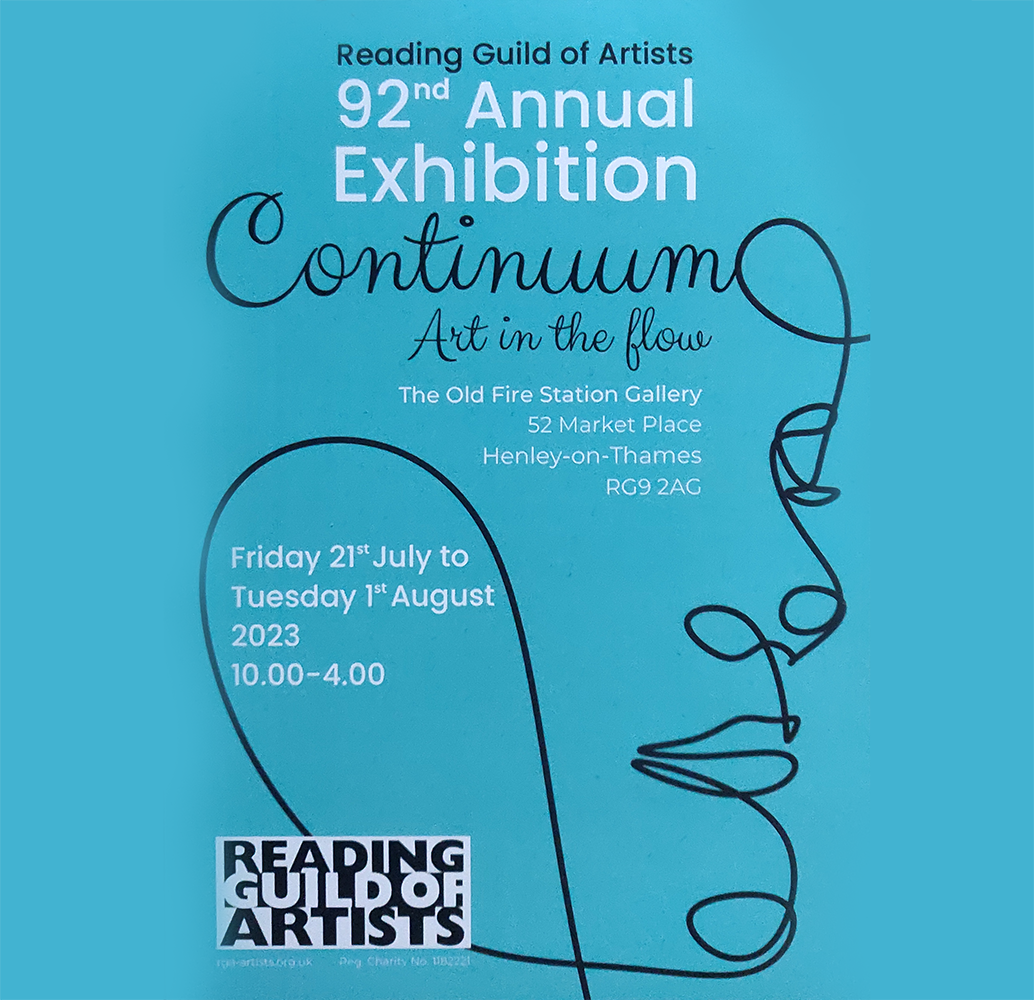 Reading Guild of Artists
92nd Annual
Exhibition
Continuum
Art in the flow
The Old Fire Station Gallery
52 Market Place
Henley-on-Thames
RG9 2AG
Friday 21st July to
Tuesday 1st August
2023
10.00-4.00
READING
GUILD OF
ARTISTS
rga-artists.org.uk Reg. Charity No. 1182221